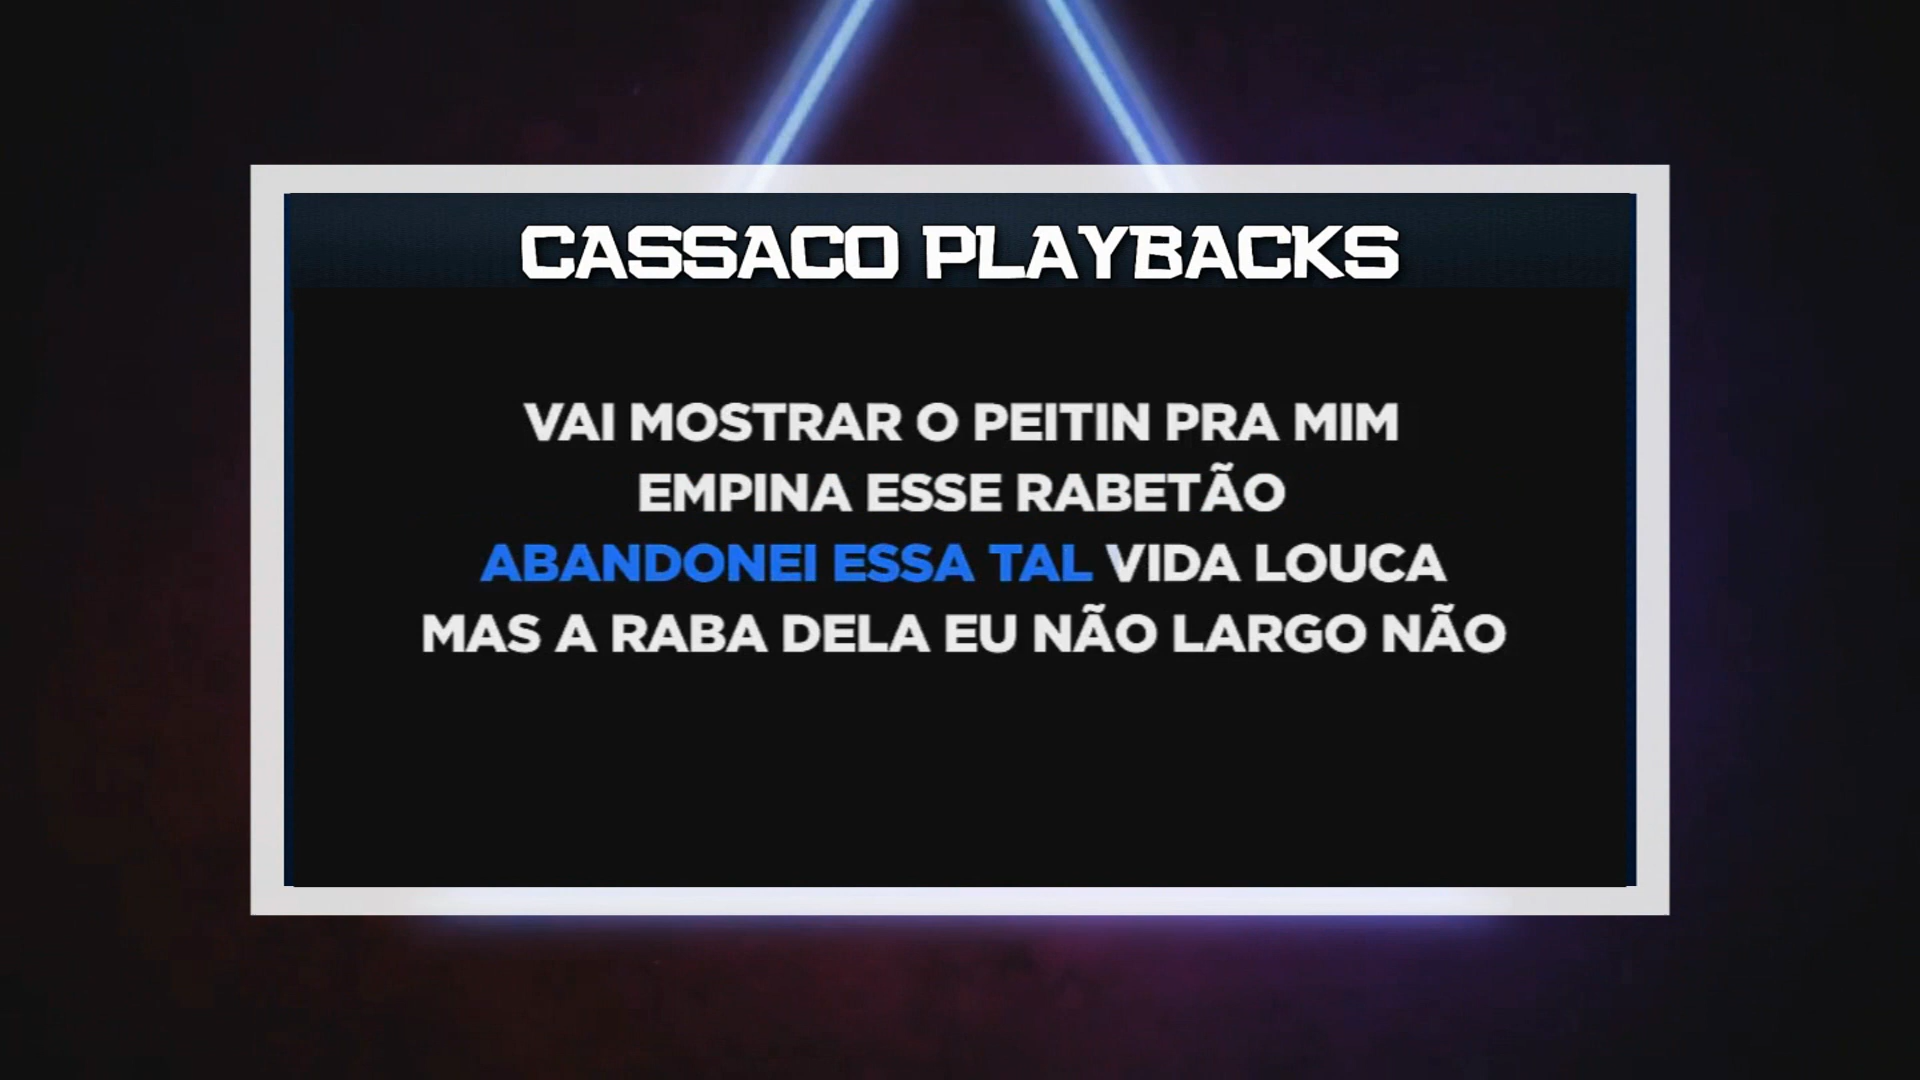 CASSACO PLAYBACKS
VAI MOSTRAR O PEITIN PRA MIM
EMPINA ESSE RABETÃO
ABANDONEI ESSA TAL VIDA LOUCA
MAS A RABA DELA EU NÃO LARGO NÃO